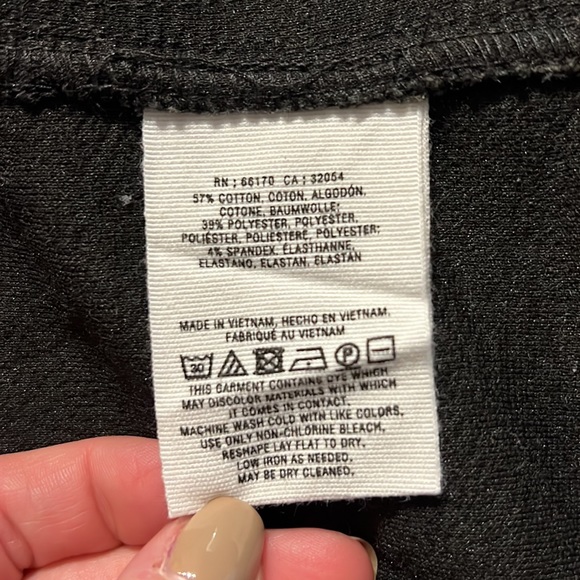 RN : 66170 CA : 32054
57% COTTON, COTON, ALGODÓN,
COTONE, BAUMWOLLE;
39% POLYESTER, POLYESTER,
POLIÉSTER, POLIESTERE, POLYESTER;
4% SPANDEX, ÉLASTHANNE,
ELASTANO, ELASTAN, ELASTÁN
MADE IN VIETNAM, HECHO EN VIETNAM,
FABRIQUÉ AU VIETNAM
30 P
THIS GARMENT CONTAINS DYE WHICH
MAY DISCOLOR MATERIALS WITH WHICH
IT COMES IN CONTACT.
MACHINE WASH COLD WITH LIKE COLORS.
USE ONLY NON-CHLORINE BLEACH.
RESHAPE LAY FLAT TO DRY.
LOW IRON AS NEEDED.
MAY BE DRY CLEANED.